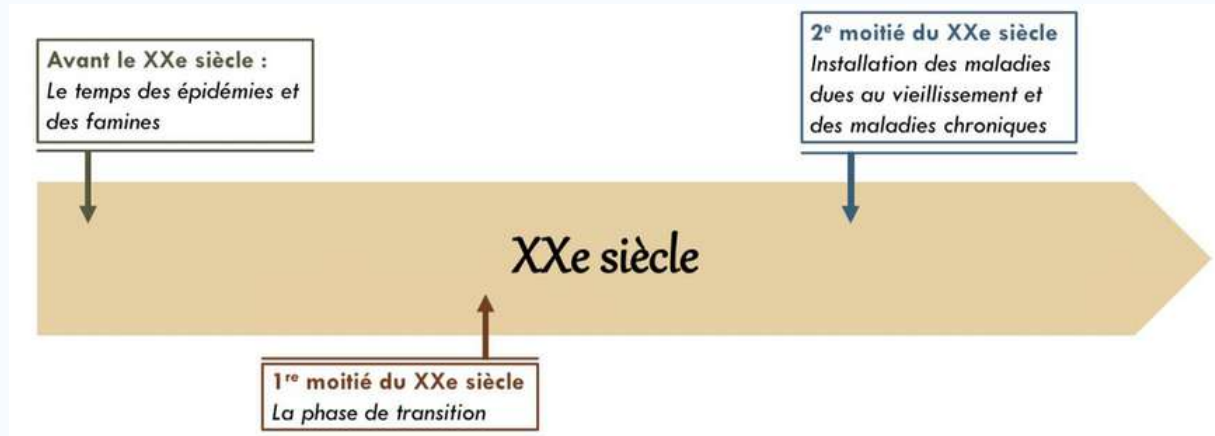 Avant le XXe siècle :
Le temps des épidémies et
des famines
2e moitié du XXe siècle
Installation des maladies
dues au vieillissement et
des maladies chroniques
XXe siècle
1re moitié du XXe siècle
La phase de transition